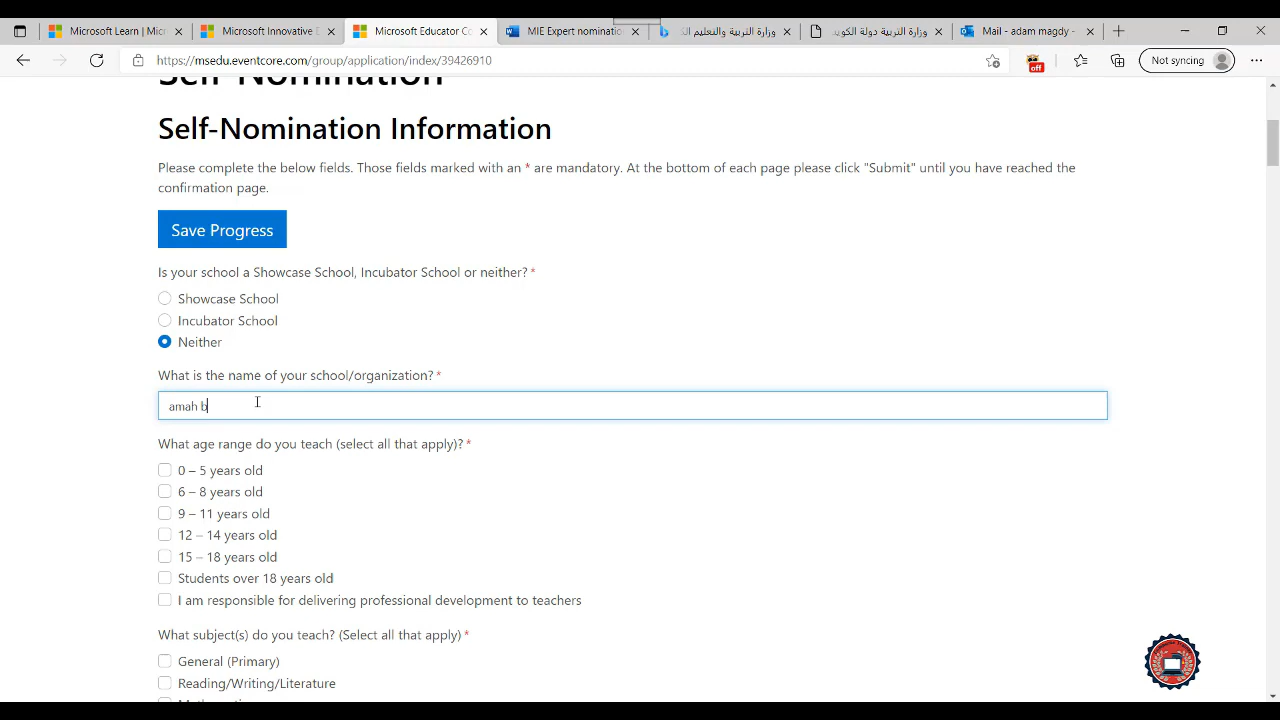 Microsoft Learn | Micr
Microsoft Innovative E
Microsoft Educator Co
MIE Expert nomination
وزارة التربية والتعليم
وزارة التربية دولة الكويت
Mail - adam magdy -
https://msedu.eventcore.com/group/application/index/39426910
off
Not syncing
Self-Nomination
Self-Nomination Information
Please complete the below fields. Those fields marked with an * are mandatory. At the bottom of each page please click "Submit" until you have reached the
confirmation page.
Save Progress
Is your school a Showcase School, Incubator School or neither? *
Showcase School
Incubator School
Neither
What is the name of your school/organization? *
amah b
What age range do you teach (select all that apply)? *
0 – 5 years old
6 – 8 years old
9 – 11 years old
12 – 14 years old
15 – 18 years old
Students over 18 years old
I am responsible for delivering professional development to teachers
What subject(s) do you teach? (Select all that apply) *
General (Primary)
Reading/Writing/Literature